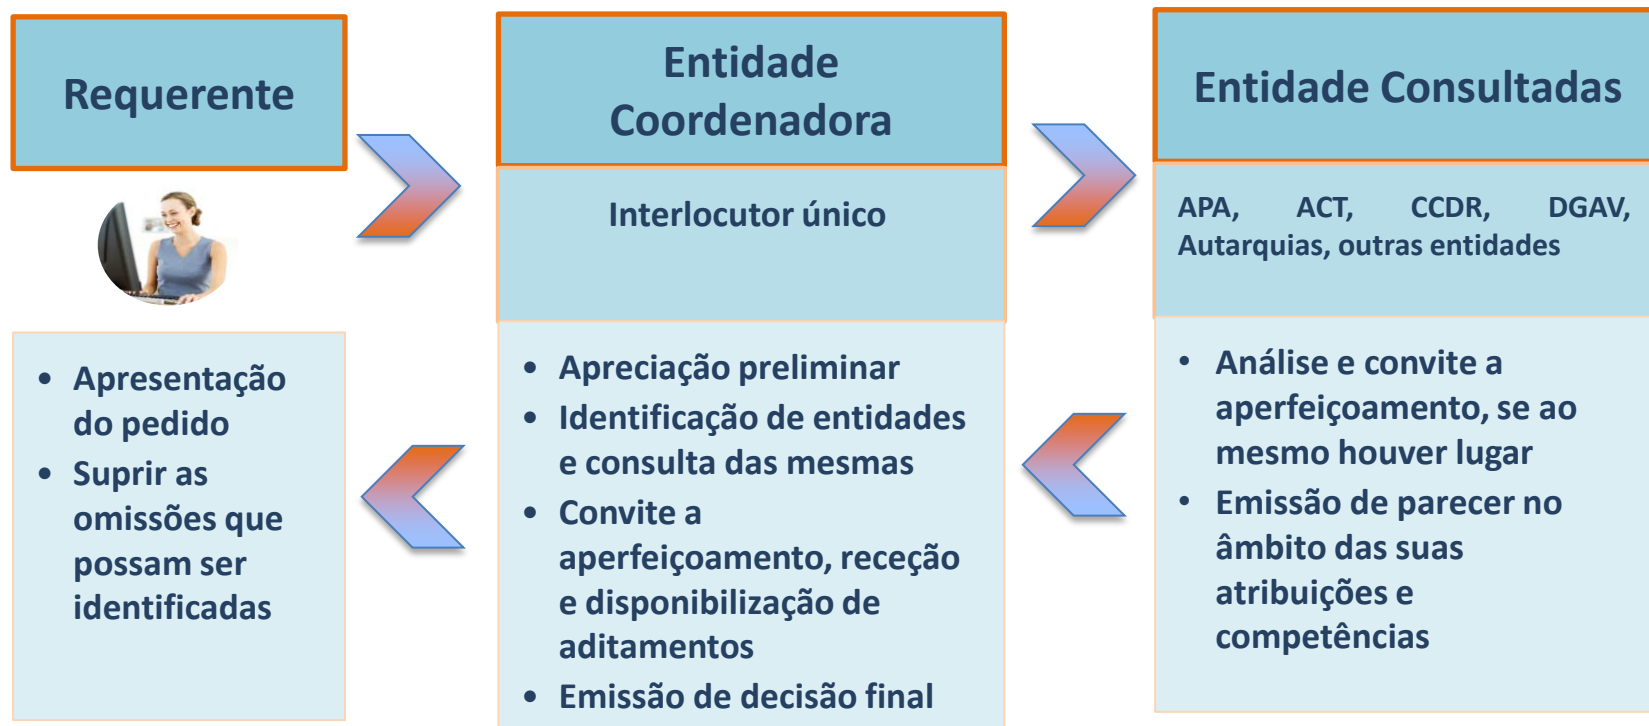 Requerente
Entidade
Coordenadora
Entidade Consultadas
Interlocutor único
APA, ACT, CCDR, DGAV,
Autarquias, outras entidades
• Apresentação
do pedido
• Suprir as
omissões que
possam ser
identificadas
• Apreciação preliminar
• Identificação de entidades
e consulta das mesmas
• Convite a
aperfeiçoamento, receção
e disponibilização de
aditamentos
• Emissão de decisão final
• Análise e convite a
aperfeiçoamento, se ao
mesmo houver lugar
• Emissão de parecer no
âmbito das suas
atribuições e
competências